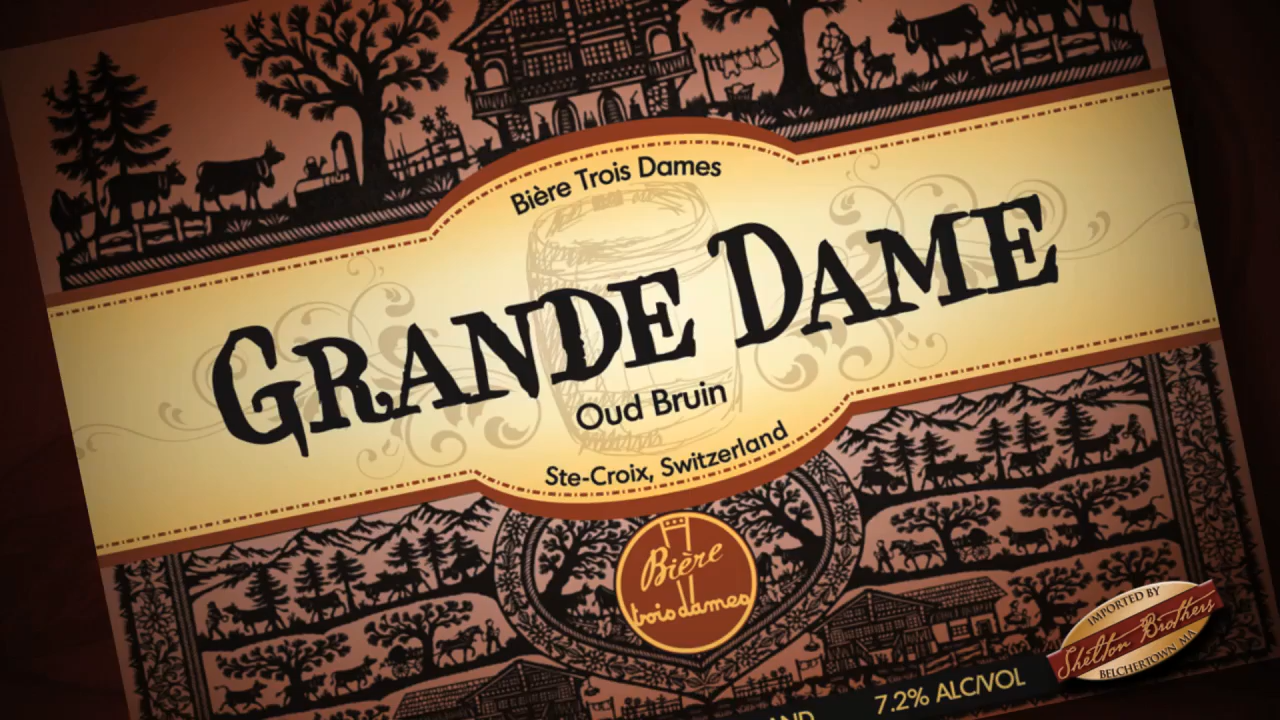 Bière Trois Dames
GRANDE DAME
Oud Bruin
Ste-Croix, Switzerland
Bière
trois dames
7.2% ALC/VOL
IMPORTED BY
Shelton Brothers
BELCHERTOWN, MA